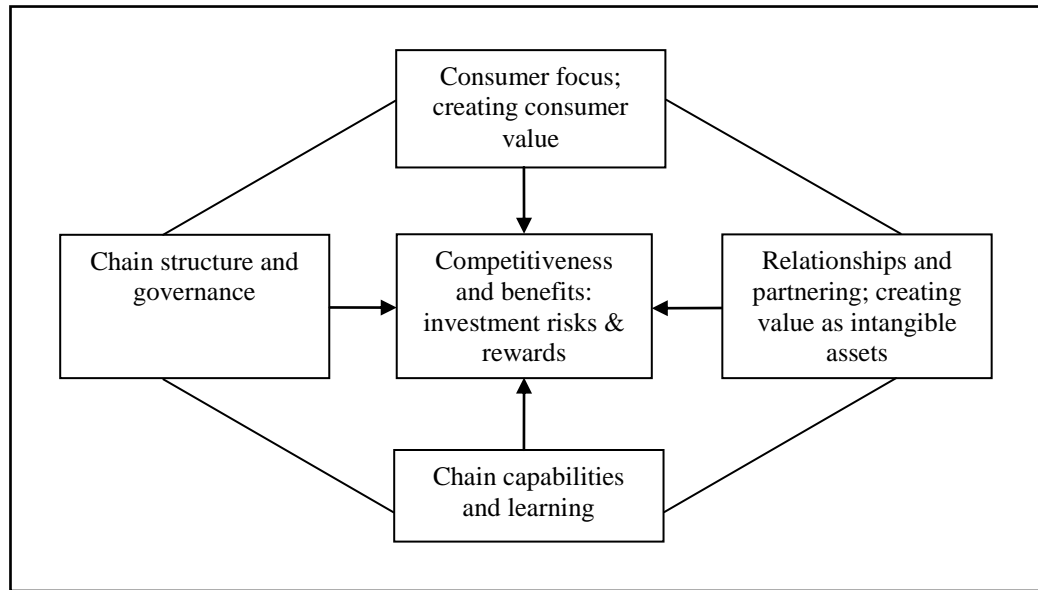 Consumer focus;
creating consumer
value
Chain structure and
governance
Competitiveness
and benefits:
investment risks &
rewards
Relationships and
partnering; creating
value as intangible
assets
Chain capabilities
and learning